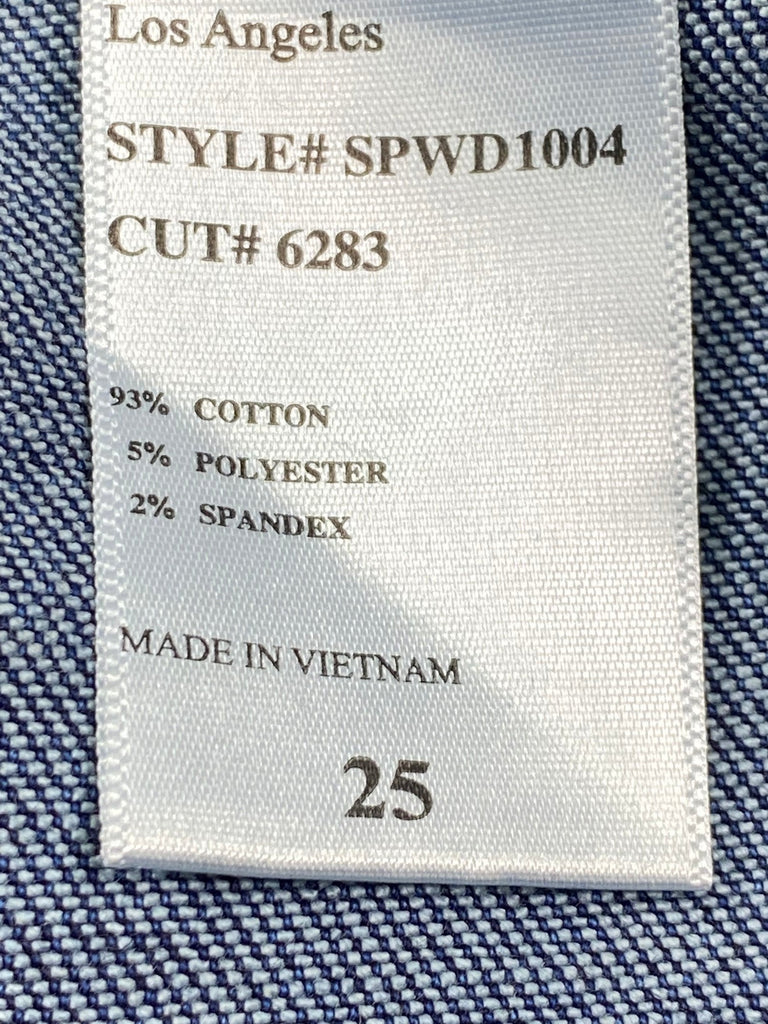 Los Angeles
STYLE# SPWD1004
CUT# 6283
93% COTTON
5% POLYESTER
2% SPANDEX
MADE IN VIETNAM
25